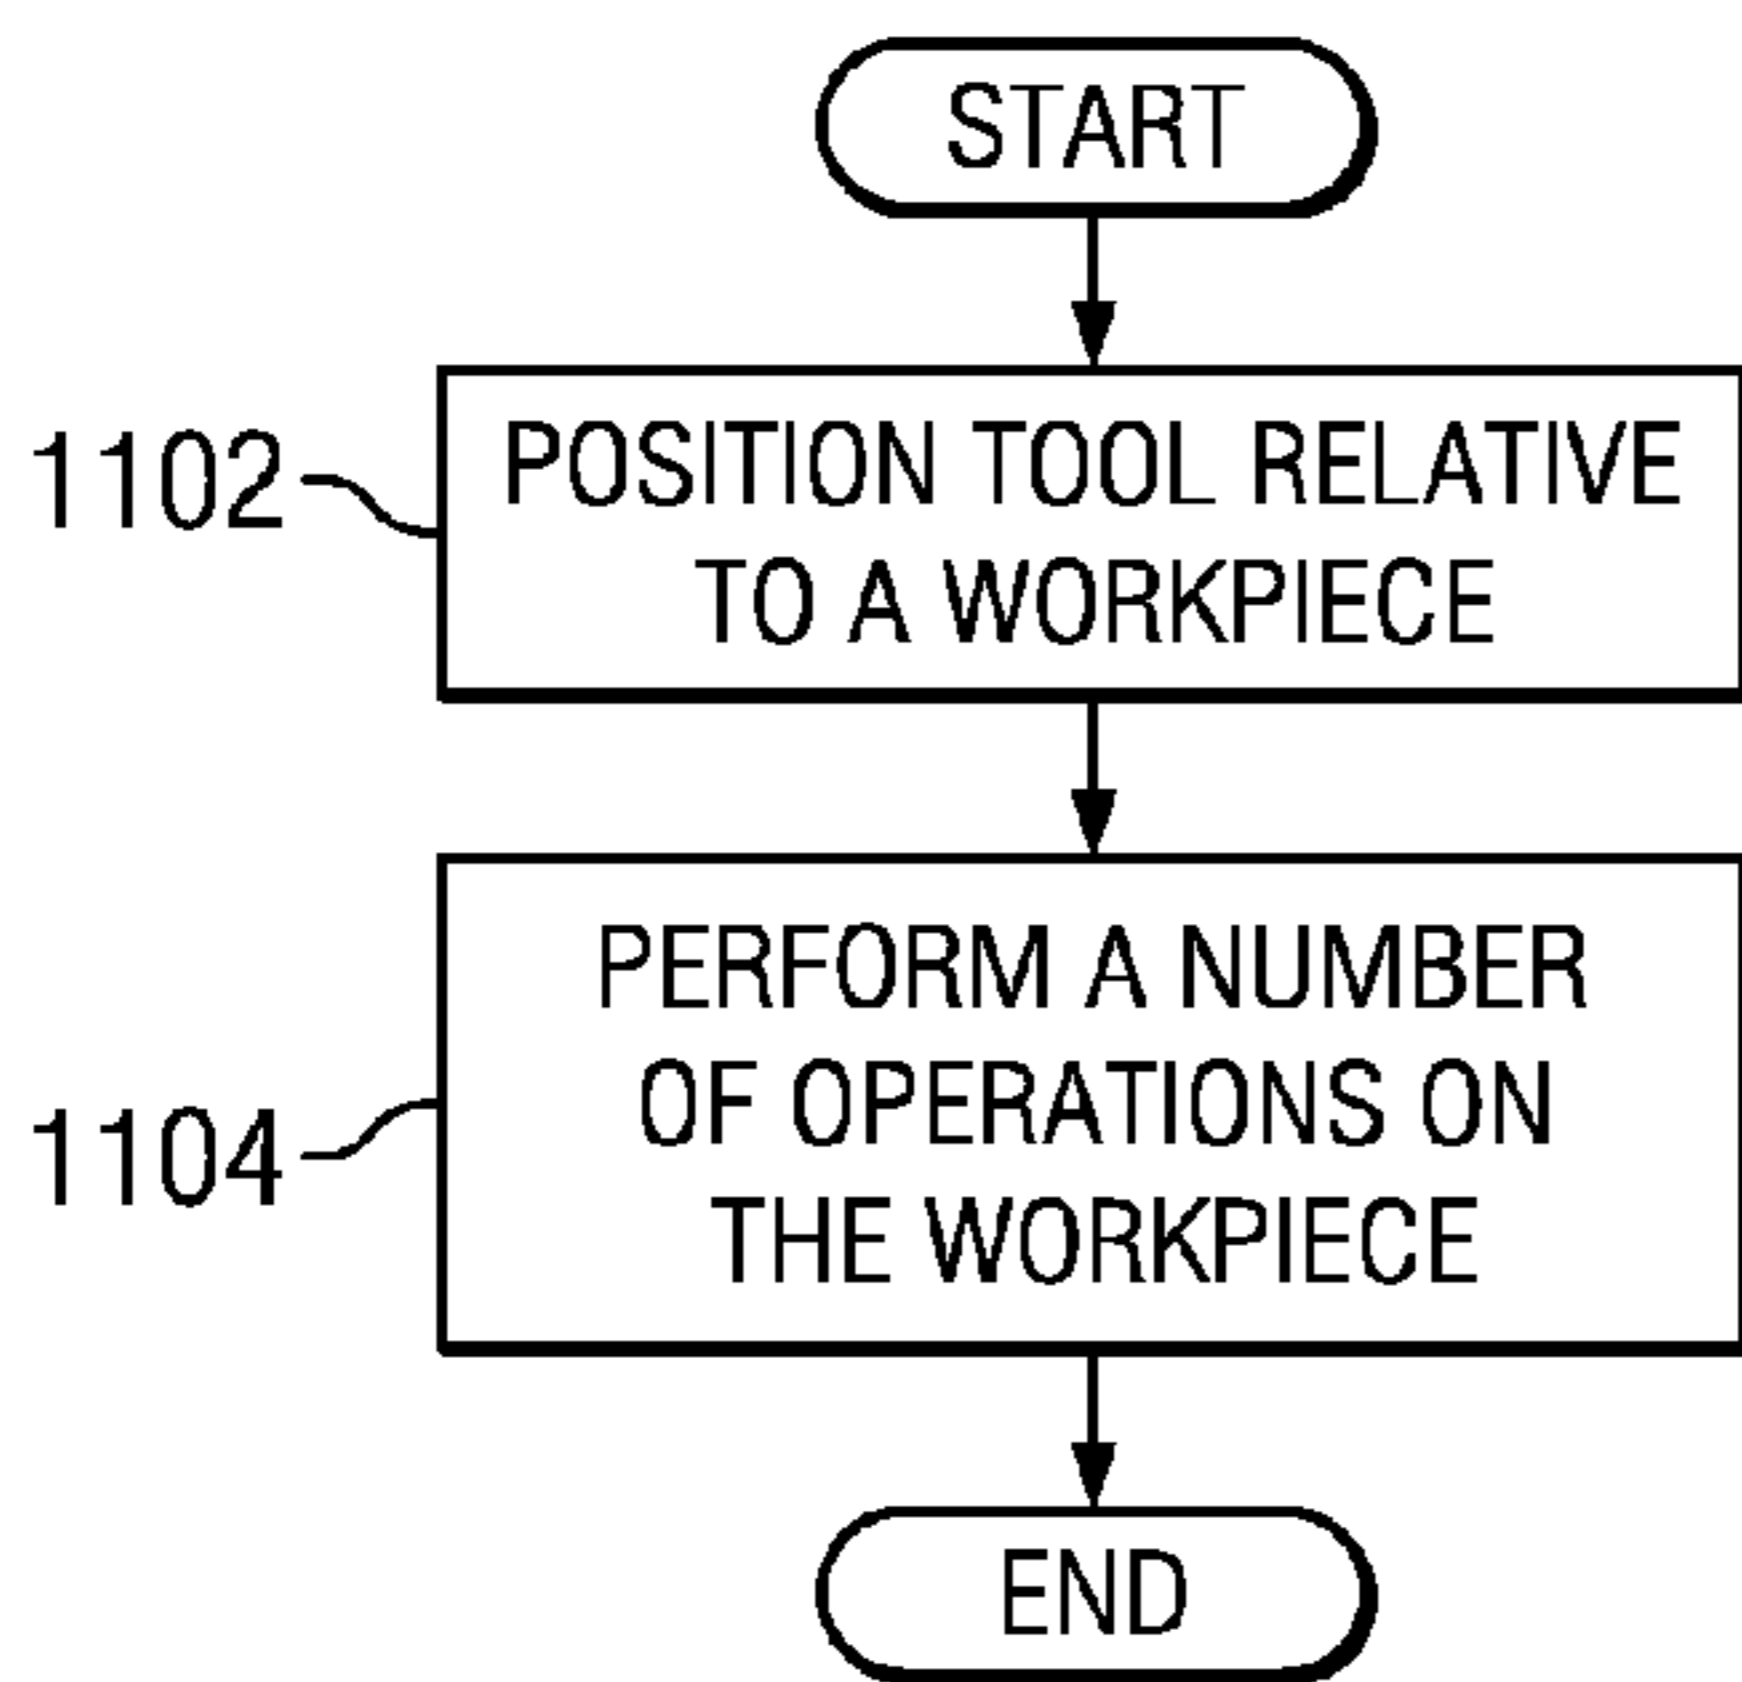 START
1102
POSITION TOOL RELATIVE
TO A WORKPIECE
1104
PERFORM A NUMBER
OF OPERATIONS ON
THE WORKPIECE
END